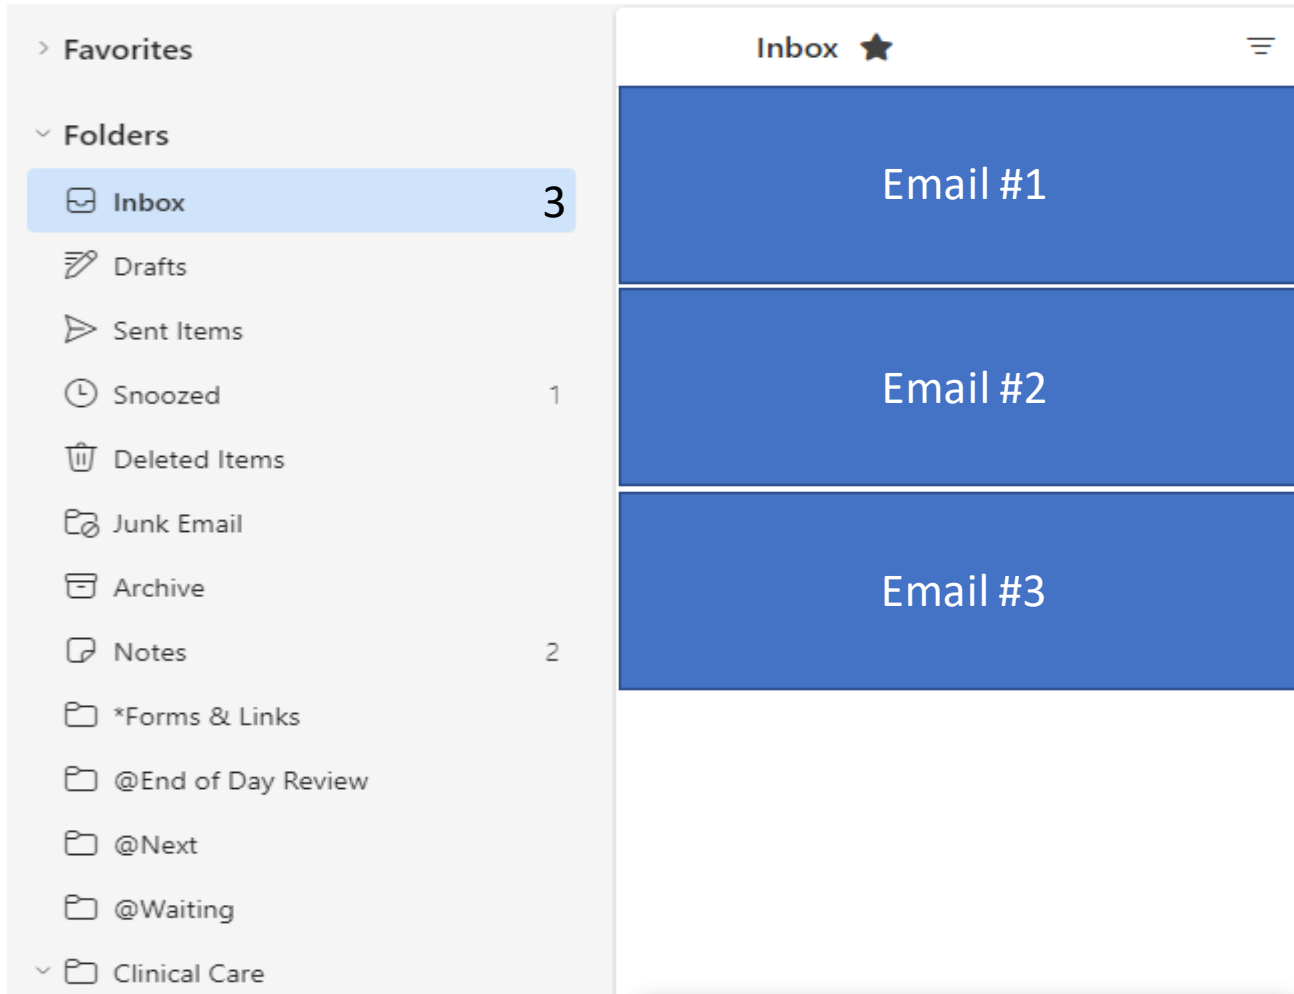 Favorites
Folders
Inbox 3
Drafts
Sent Items
Snoozed 1
Deleted Items
Junk Email
Archive
Notes 2
*Forms & Links
@End of Day Review
@Next
@Waiting
Clinical Care
Inbox
Email #1
Email #2
Email #3